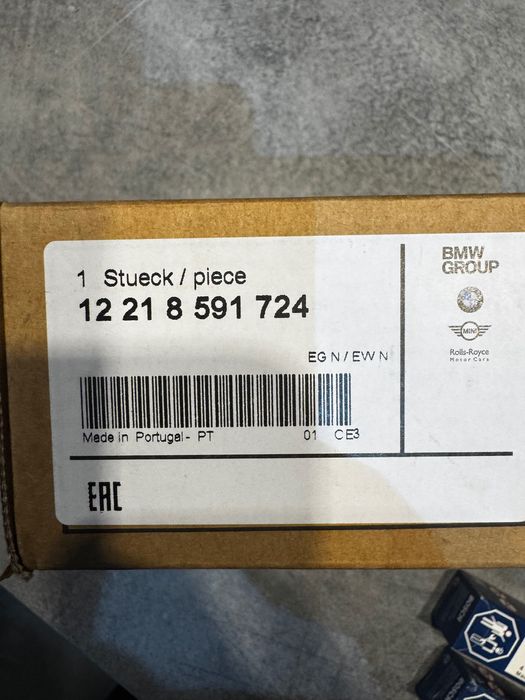 1 Stueck / piece
12 21 8 591 724
EG N / EW N
Made in Portugal - PT 01 CE3
EAC
BMW
GROUP
MINI
Rolls-Royce
Motor Cars